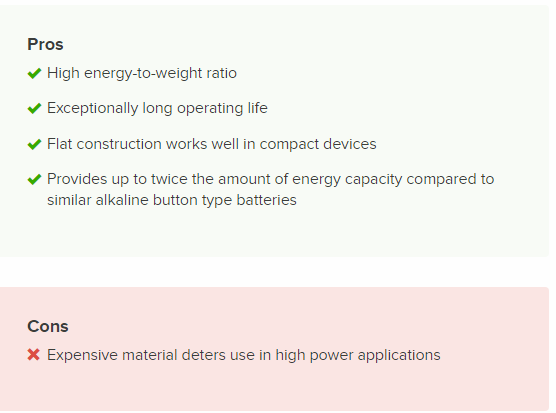 Pros
High energy-to-weight ratio
Exceptionally long operating life
Flat construction works well in compact devices
Provides up to twice the amount of energy capacity compared to
similar alkaline button type batteries
Cons
Expensive material deters use in high power applications